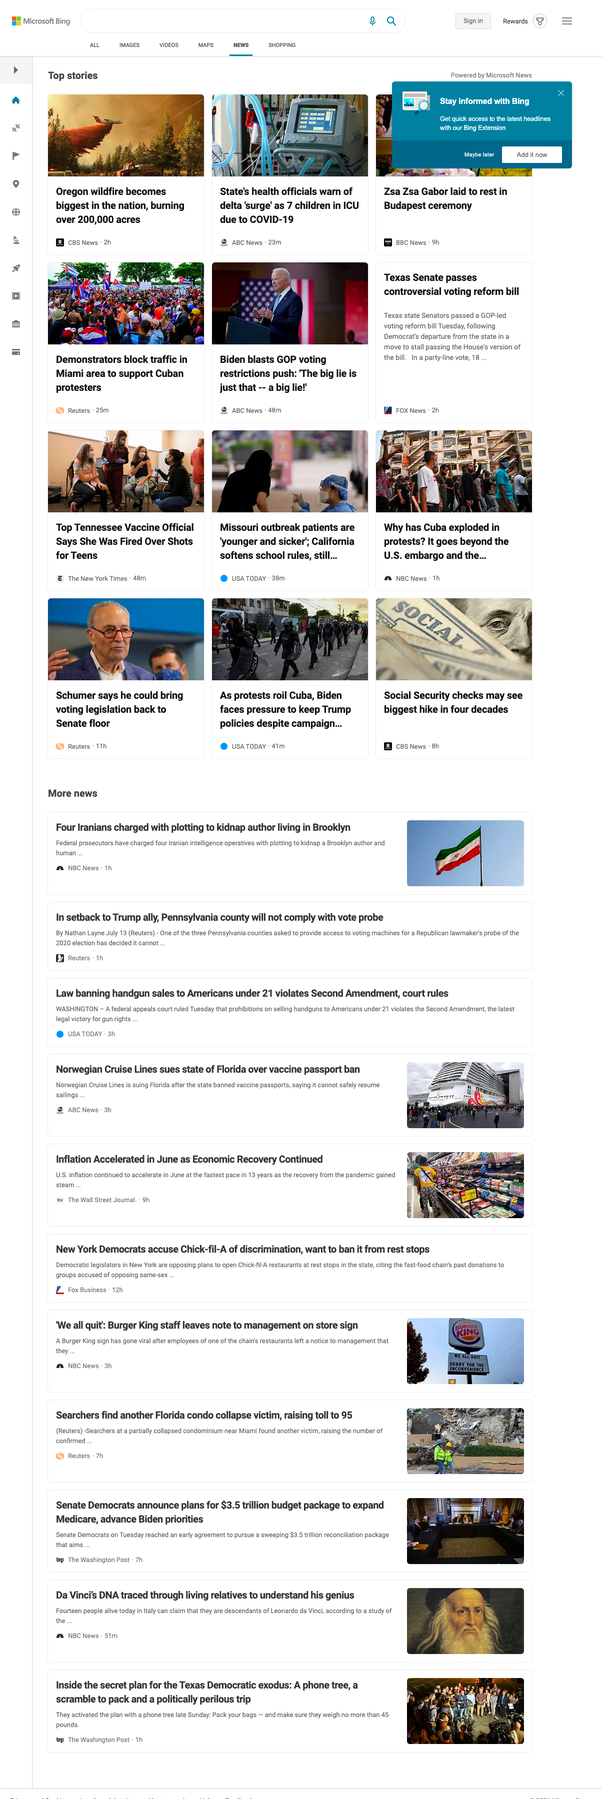 Microsoft Bing
Sign in
Rewards
ALL
IMAGES
VIDEOS
MAPS
NEWS
SHOPPING
Top stories
Powered by Microsoft News
Stay informed with Bing
Get quick access to the latest headlines
with our Bing Extension
Maybe later
Add it now
Oregon wildfire becomes
biggest in the nation, burning
over 200,000 acres
CBS News · 2h
State's health officials warn of
delta 'surge' as 7 children in ICU
due to COVID-19
ABC News · 23m
Zsa Zsa Gabor laid to rest in
Budapest ceremony
BBC News · 9h
Demonstrators block traffic in
Miami area to support Cuban
protesters
Reuters · 25m
Biden blasts GOP voting
restrictions push: 'The big lie is
just that -- a big lie!'
ABC News · 48m
Texas Senate passes
controversial voting reform bill
Texas state Senators passed a GOP-led
voting reform bill Tuesday, following
Democrat's departure from the state in a
move to stall passing the House's version of
the bill. In a party-line vote, 18 ...
FOX News · 2h
Top Tennessee Vaccine Official
Says She Was Fired Over Shots
for Teens
The New York Times · 48m
Missouri outbreak patients are
'younger and sicker'; California
softens school rules, still...
USA TODAY · 38m
Why has Cuba exploded in
protests? It goes beyond the
U.S. embargo and the...
NBC News · 1h
Schumer says he could bring
voting legislation back to
Senate floor
Reuters · 11h
As protests roil Cuba, Biden
faces pressure to keep Trump
policies despite campaign...
USA TODAY · 41m
SOCIAL
Social Security checks may see
biggest hike in four decades
CBS News · 8h
More news
Four Iranians charged with plotting to kidnap author living in Brooklyn
Federal prosecutors have charged four Iranian intelligence operatives with plotting to kidnap a Brooklyn author and
human ...
NBC News · 1h
In setback to Trump ally, Pennsylvania county will not comply with vote probe
By Nathan Layne July 13 (Reuters) - One of the three Pennsylvania counties asked to provide access to voting machines for a Republican lawmaker's probe of the
2020 election has decided it cannot ...
Reuters · 1h
Law banning handgun sales to Americans under 21 violates Second Amendment, court rules
WASHINGTON – A federal appeals court ruled Tuesday that prohibitions on selling handguns to Americans under 21 violates the Second Amendment, the latest
legal victory for gun rights ...
USA TODAY · 3h
Norwegian Cruise Lines sues state of Florida over vaccine passport ban
Norwegian Cruise Lines is suing Florida after the state banned vaccine passports, saying it cannot safely resume
sailings ...
ABC News · 3h
Inflation Accelerated in June as Economic Recovery Continued
U.S. inflation continued to accelerate in June at the fastest pace in 13 years as the recovery from the pandemic gained
steam ...
The Wall Street Journal. · 9h
New York Democrats accuse Chick-fil-A of discrimination, want to ban it from rest stops
Democratic legislators in New York are opposing plans to open Chick-fil-A restaurants at rest stops in the state, citing the fast-food chain's past donations to
groups accused of opposing same-sex ...
Fox Business · 12h
'We all quit': Burger King staff leaves note to management on store sign
A Burger King sign has gone viral after employees of one of the chain's restaurants left a notice to management that
they ...
NBC News · 3h
BURGER
KING
WE ALL QUIT
SORRY FOR THE
INCONVENIENCE
Searchers find another Florida condo collapse victim, raising toll to 95
(Reuters) -Searchers at a partially collapsed condominium near Miami found another victim, raising the number of
confirmed ...
Reuters · 7h
Senate Democrats announce plans for $3.5 trillion budget package to expand
Medicare, advance Biden priorities
Senate Democrats on Tuesday reached an early agreement to pursue a sweeping $3.5 trillion reconciliation package
that aims ...
The Washington Post · 7h
Da Vinci's DNA traced through living relatives to understand his genius
Fourteen people alive today in Italy can claim that they are descendants of Leonardo da Vinci, according to a study of
the ...
NBC News · 51m
Inside the secret plan for the Texas Democratic exodus: A phone tree, a
scramble to pack and a politically perilous trip
They activated the plan with a phone tree late Sunday: Pack your bags — and make sure they weigh no more than 45
pounds.
The Washington Post · 1h